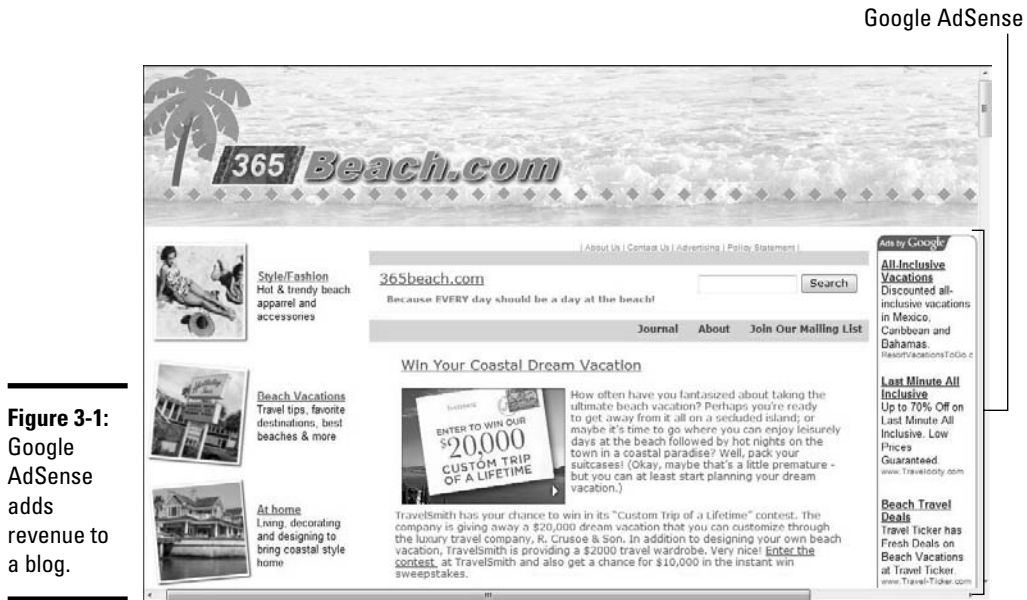 Google AdSense
365 Beach.com
| About Us | Contact Us | Advertising | Policy Statement |
Style/Fashion
Hot & trendy beach
apparel and
accessories
Beach Vacations
Travel tips, favorite
destinations, best
beaches & more
At home
Living, decorating
and designing to
bring coastal style
home
365beach.com
Search
Because EVERY day should be a day at the beach!
Journal About Join Our Mailing List
Win Your Coastal Dream Vacation
ENTER TO WIN OUR
$20,000
CUSTOM TRIP
OF A LIFETIME
How often have you fantasized about taking the
ultimate beach vacation? Perhaps you're ready
to get away from it all on a secluded island; or
maybe it's time to go where you can enjoy leisurely
days at the beach followed by hot nights on the
town in a coastal paradise? Well, pack your
suitcases! (Okay, maybe that's a little premature -
but you can at least start planning your dream
vacation.)
TravelSmith has your chance to win in its "Custom Trip of a Lifetime" contest. The
company is giving away a $20,000 dream vacation that you can customize through
the luxury travel company, R. Crusoe & Son. In addition to designing your own beach
vacation, TravelSmith is providing a $2000 travel wardrobe. Very nice! Enter the
contest at TravelSmith and also get a chance for $10,000 in the instant win
sweepstakes.
Ads by Google
All-Inclusive
Vacations
Discounted all-
inclusive vacations
in Mexico,
Caribbean and
Bahamas.
ResortVacationsToGo.c
Last Minute All
Inclusive
Up to 70% Off on
Last Minute All
Inclusive. Low
Prices
Guaranteed.
www.Travelocity.com
Beach Travel
Deals
Travel Ticker has
Fresh Deals on
Beach Vacations
at Travel Ticker.
www.Travel-Ticker.com
Figure 3-1:
Google
AdSense
adds
revenue to
a blog.